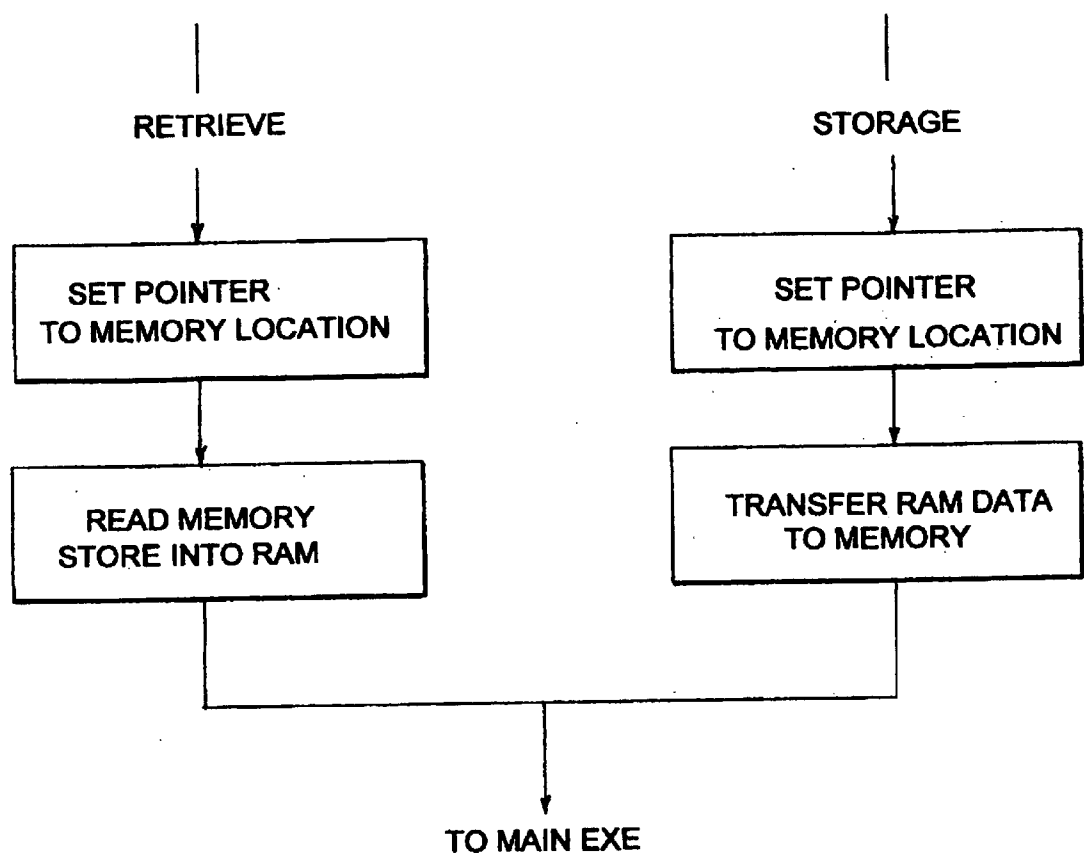 RETRIEVE
SET POINTER
TO MEMORY LOCATION
READ MEMORY
STORE INTO RAM
STORAGE
SET POINTER
TO MEMORY LOCATION
TRANSFER RAM DATA
TO MEMORY
TO MAIN EXE